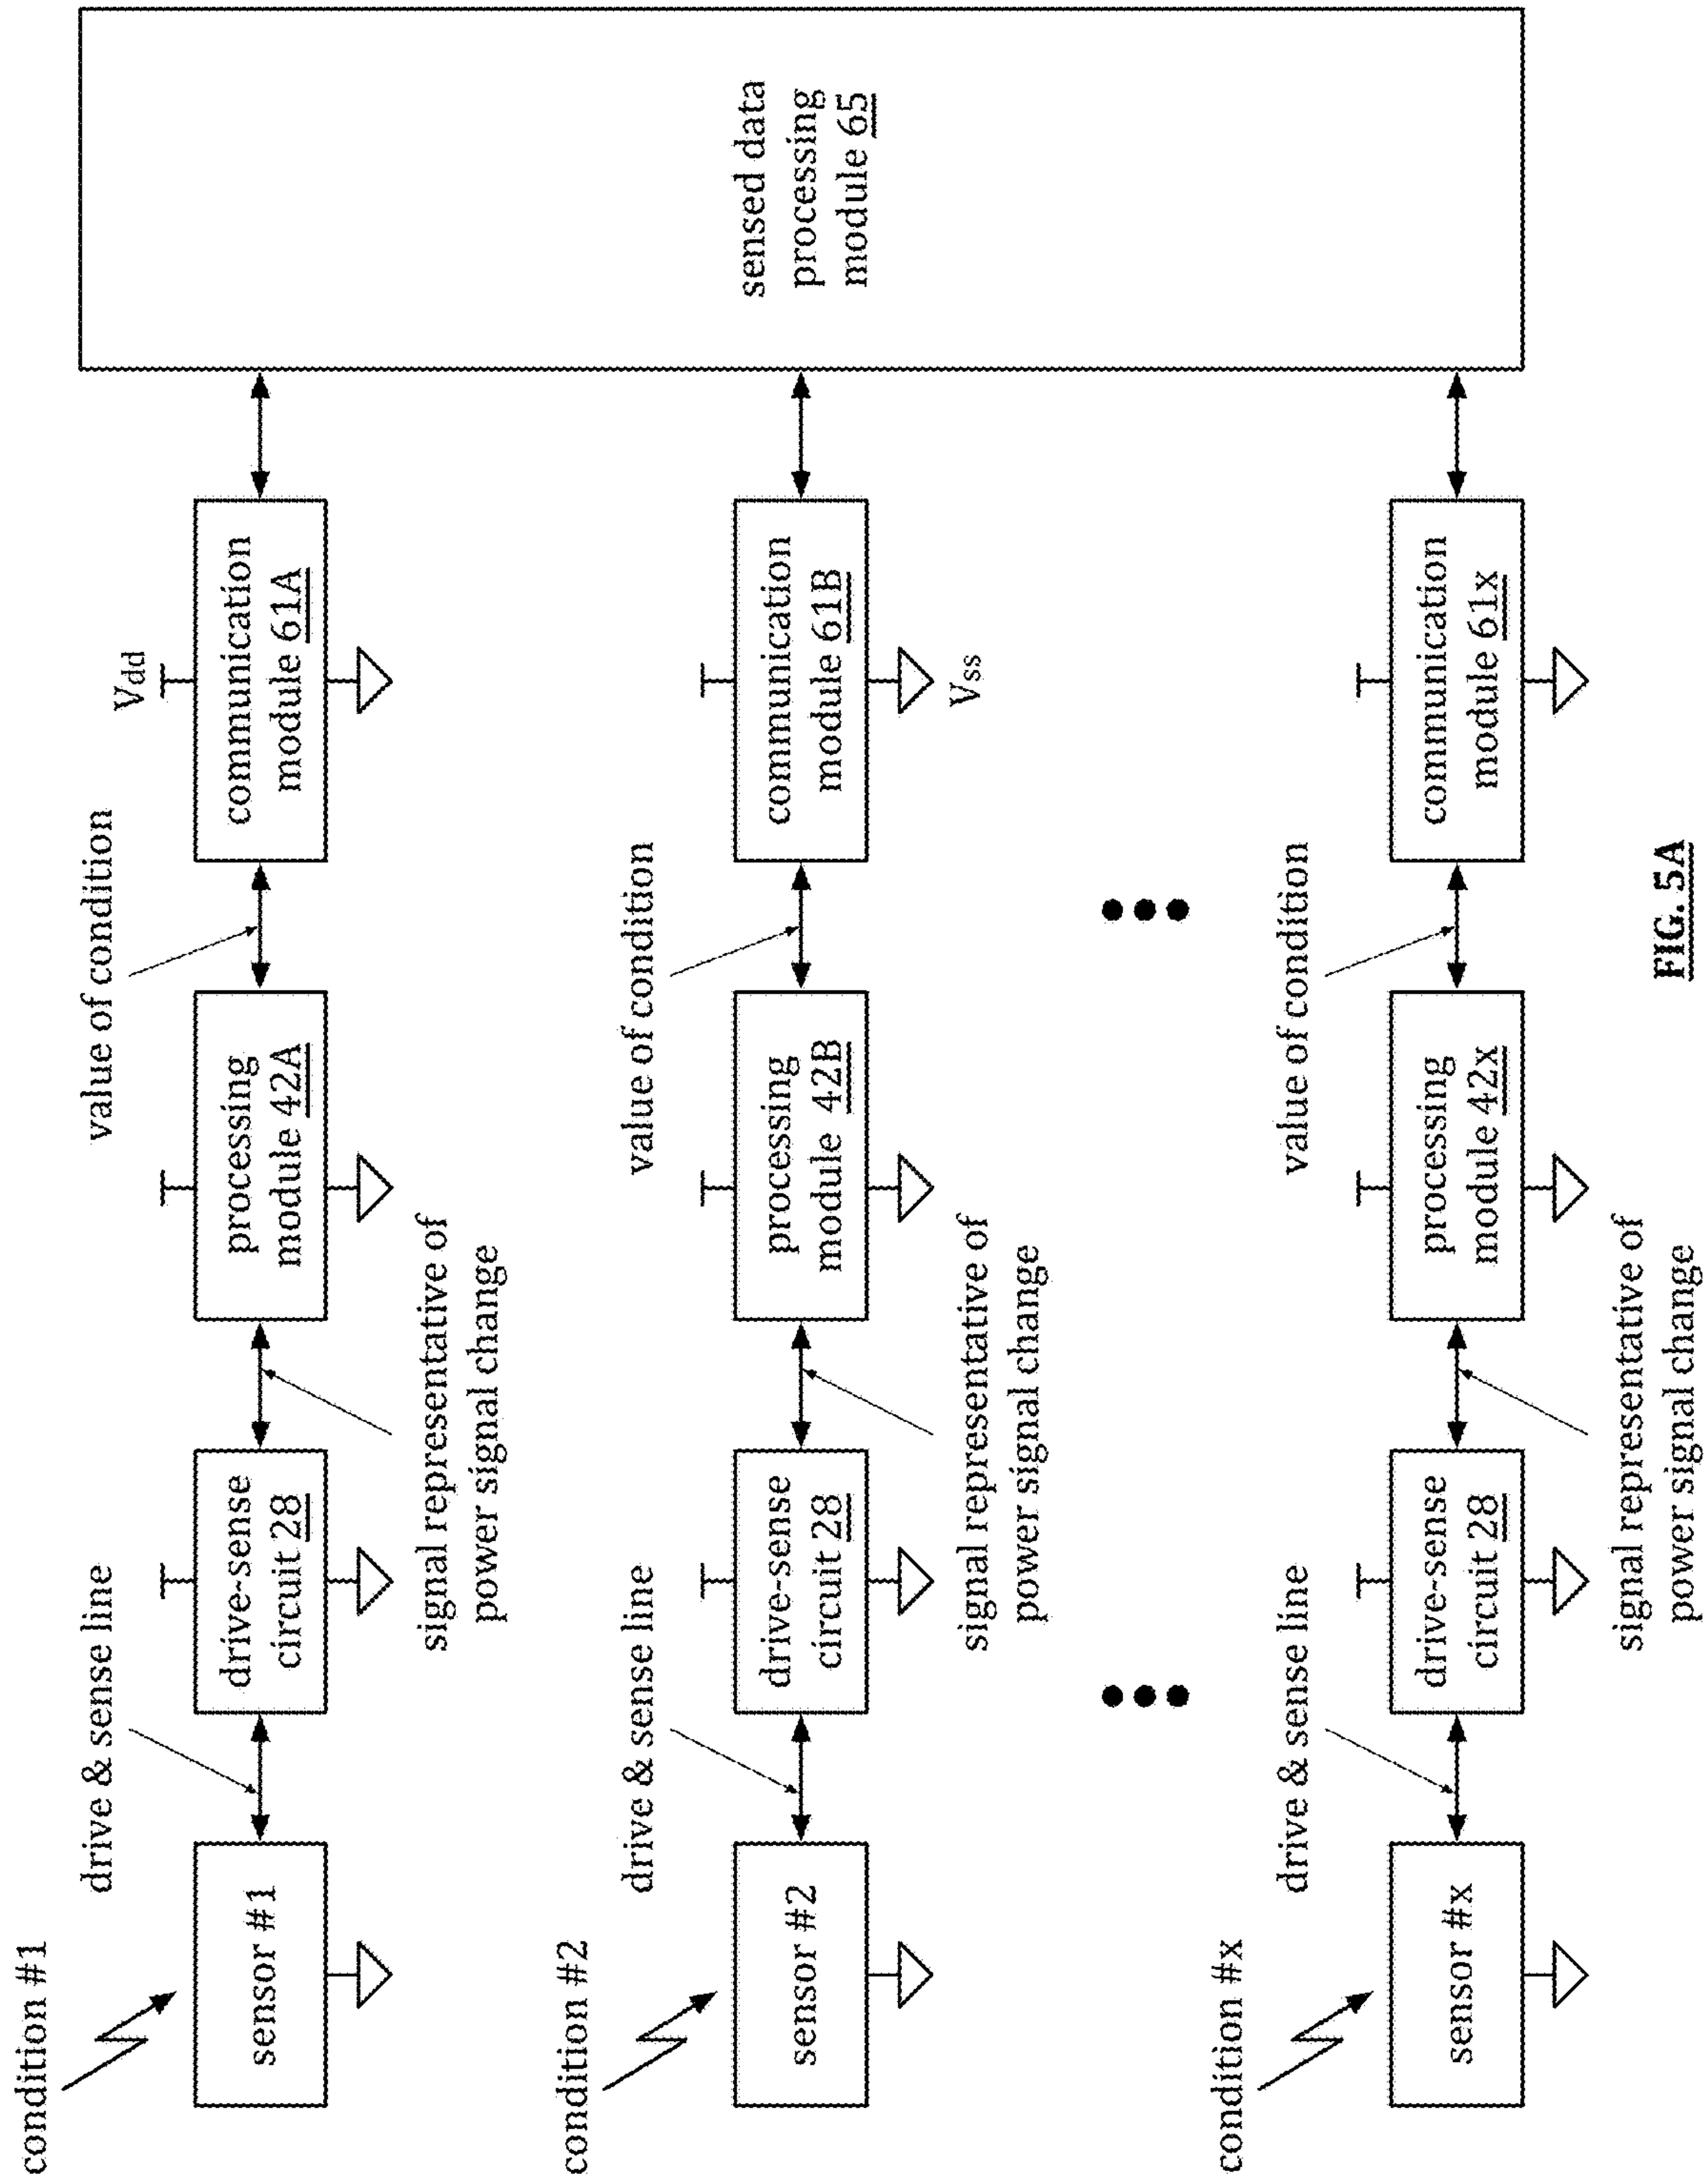 condition #1
drive & sense line
value of condition
Vdd
sensor #1
drive-sense
circuit 28
processing
module 42A
communication
module 61A
signal representative of
power signal change
sensed data
processing
module 65
condition #2
drive & sense line
value of condition
sensor #2
drive-sense
circuit 28
processing
module 42B
communication
module 61B
signal representative of
power signal change
Vss
condition #x
drive & sense line
value of condition
sensor #x
drive-sense
circuit 28
processing
module 42x
communication
module 61x
signal representative of
power signal change
FIG. 5A